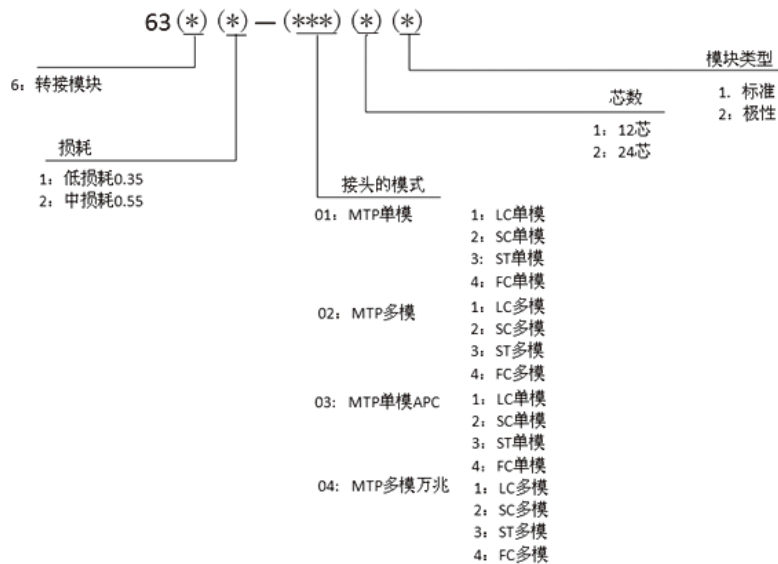 63(*)(*)—(***)(*)(*)
6：转接模块
模块类型
1. 标准
2：极性
芯数
1：12芯
2：24芯
损耗
1：低损耗0.35
2：中损耗0.55
接头的模式
01：MTP单模
1：LC单模
2：SC单模
3：ST单模
4：FC单模
02：MTP多模
1：LC多模
2：SC多模
3：ST多模
4：FC多模
03：MTP单模APC
1：LC单模
2：SC单模
3：ST单模
4：FC单模
04：MTP多模万兆
1：LC多模
2：SC多模
3：ST多模
4：FC多模